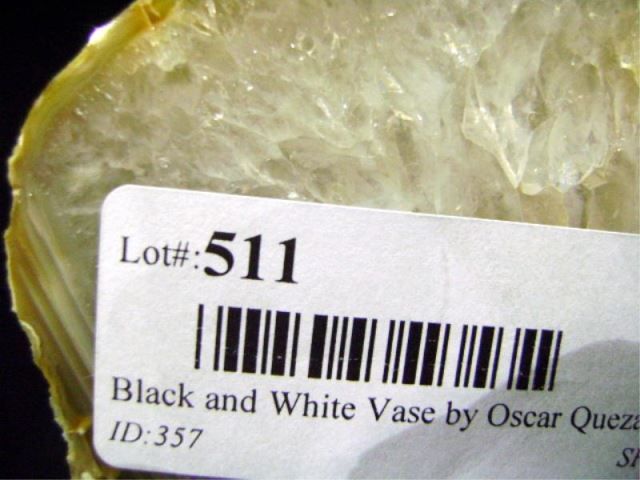 Lot#:511
Black and White Vase by Oscar
ID:357